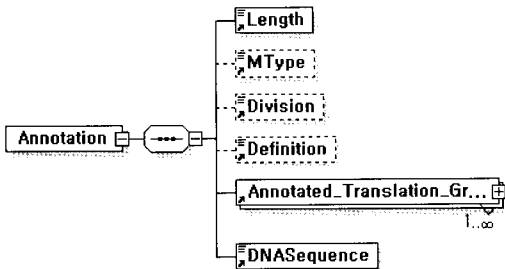 Length
MType
Division
Annotation
Definition
Annotated_Translation_Gr...
1..∞
DNASequence